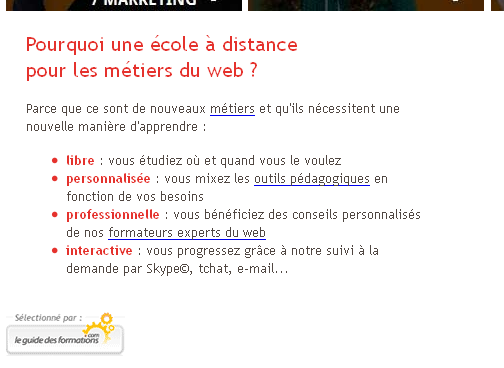 / MARKETING
Pourquoi une école à distance
pour les métiers du web ?
Parce que ce sont de nouveaux métiers et qu'ils nécessitent une
nouvelle manière d'apprendre :
• libre : vous étudiez où et quand vous le voulez
• personnalisée : vous mixez les outils pédagogiques en
fonction de vos besoins
• professionnelle : vous bénéficiez des conseils personnalisés
de nos formateurs experts du web
• interactive : vous progressez grâce à notre suivi à la
demande par Skype©, tchat, e-mail...
Sélectionné par :
.com
le guide des formations